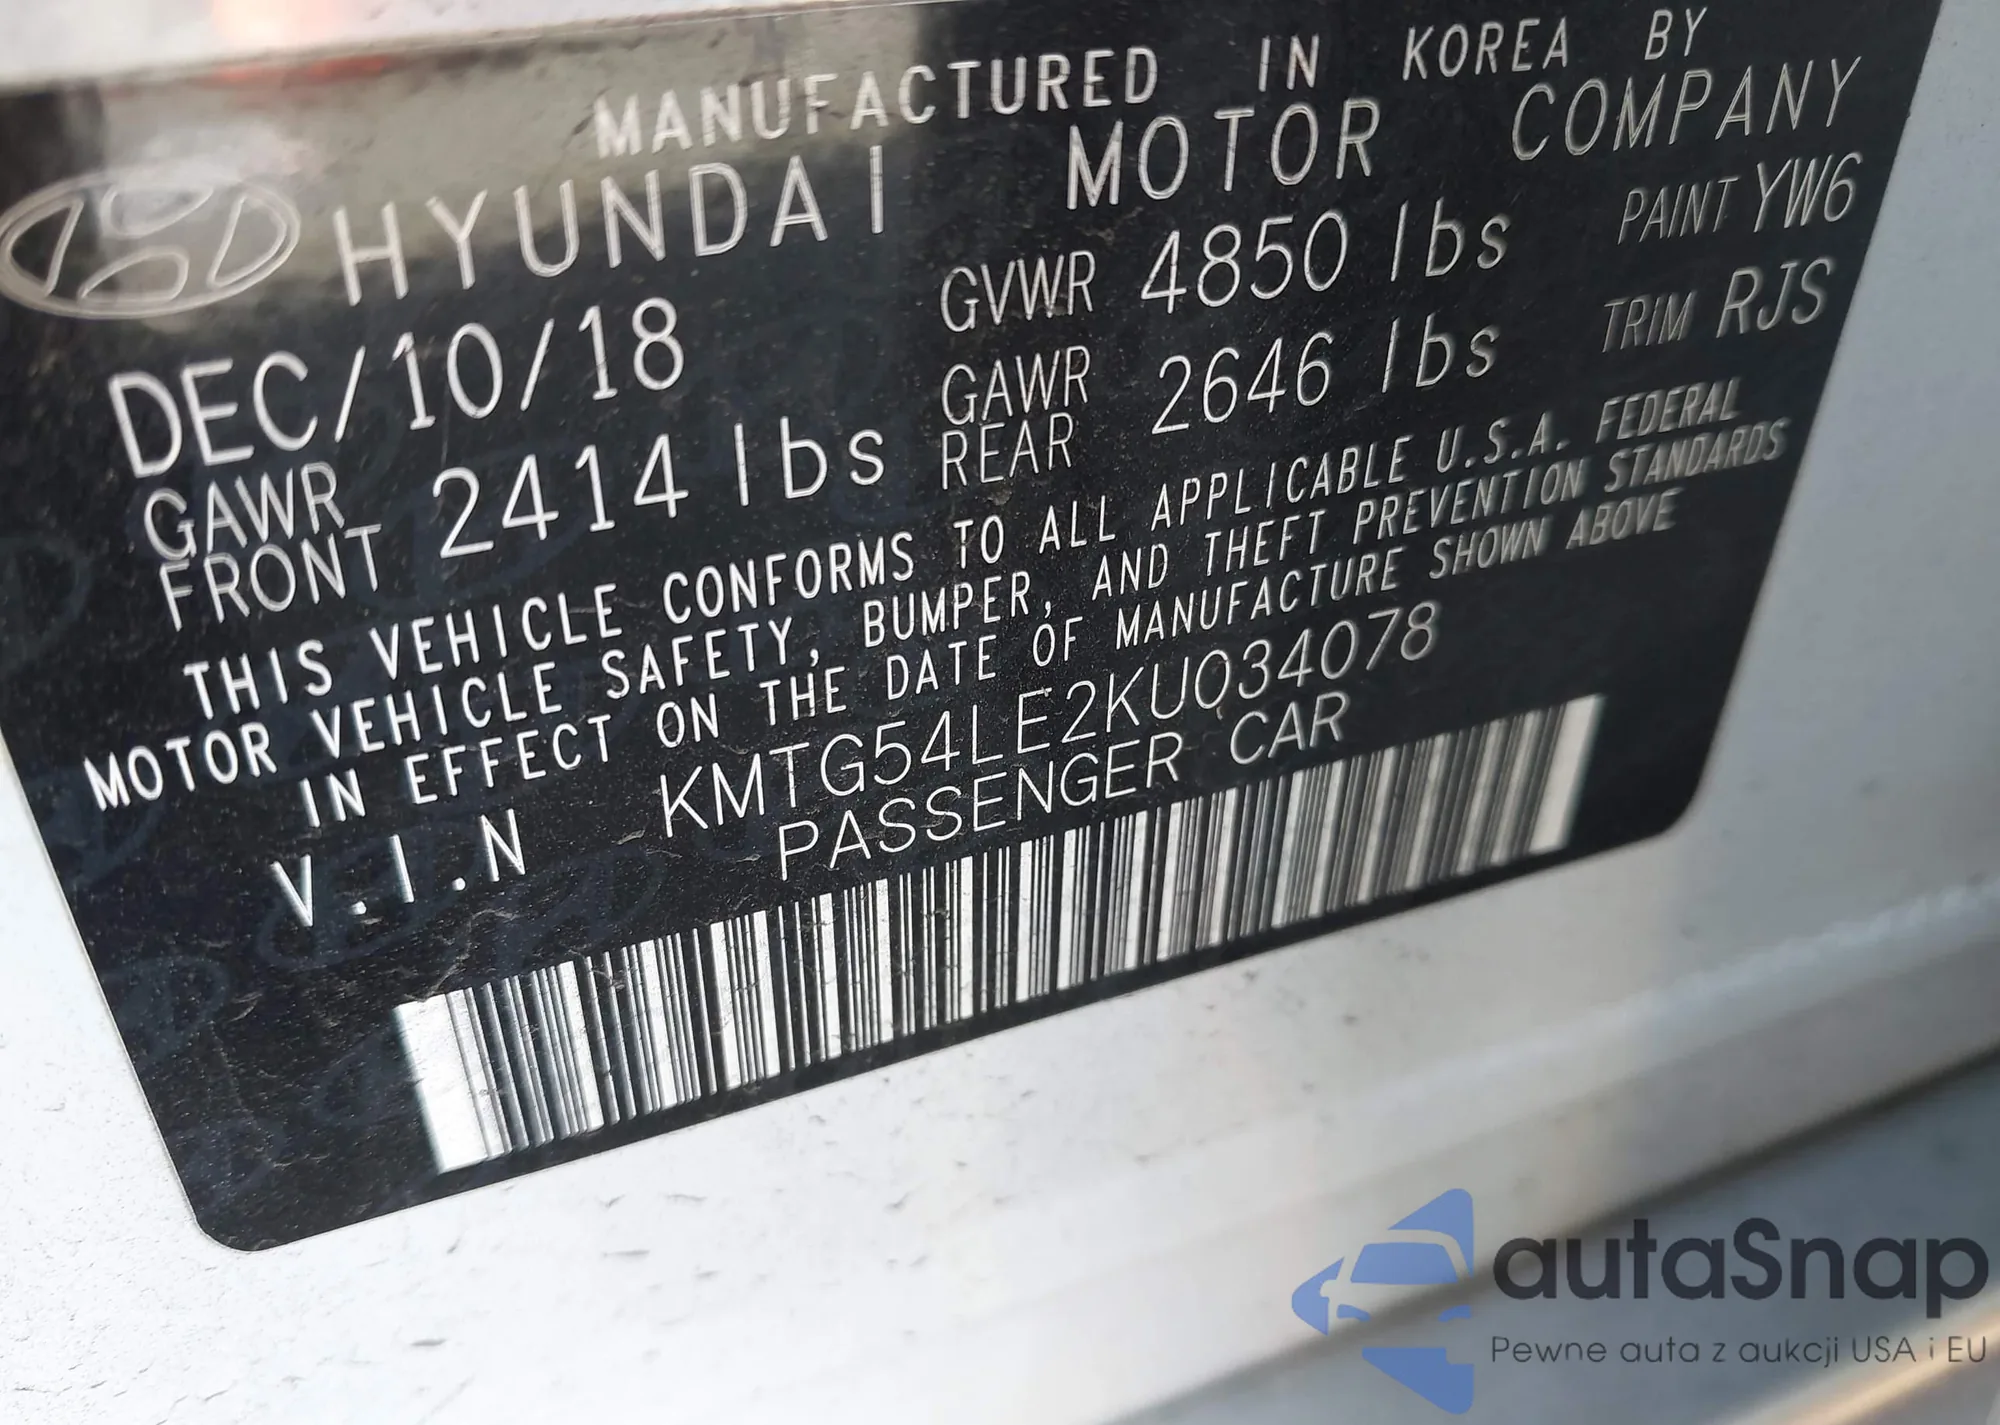 MANUFACTURED IN KOREA BY
HYUNDAI MOTOR COMPANY
DEC/10/18 GVWR 4850 lbs PAINT YW6
GAWR FRONT 2414 lbs GAWR REAR 2646 lbs TRIM RJS
THIS VEHICLE CONFORMS TO ALL APPLICABLE U.S.A. FEDERAL
MOTOR VEHICLE SAFETY, BUMPER, AND THEFT PREVENTION STANDARDS
IN EFFECT ON THE DATE OF MANUFACTURE SHOWN ABOVE
V.I.N KMTG54LE2KU034078
PASSENGER CAR
autaSnap
Pewne auta z aukcji USA i EU